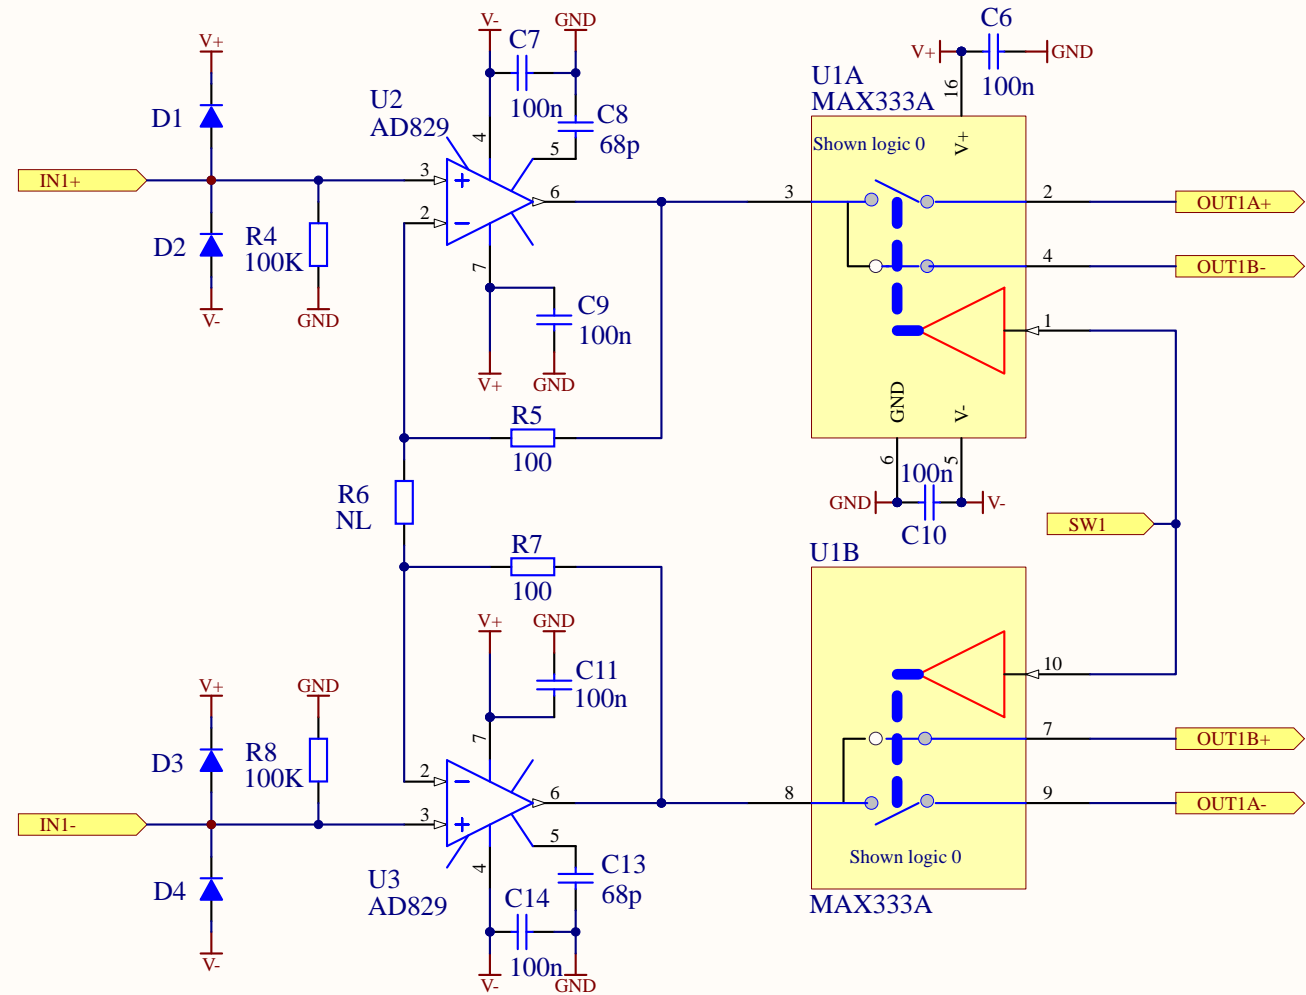 V-
GND
C6
V+
GND
100n
16
V+
C7
100n
U2
AD829
4
C8
68p
5
U1A
MAX333A
Shown logic 0
V+
D1
IN1+
3
2
6
3
2
OUT1A+
4
OUT1B-
D2
R4
100K
V-
GND
7
C9
100n
V+
GND
1
GND
V-
R5
100
6
100n
5
GND
V-
C10
R6
NL
SW1
R7
100
U1B
V+
GND
C11
100n
7
10
V+
GND
D3
R8
100K
7
OUT1B+
2
3
6
8
9
OUT1A-
IN1-
5
4
Shown logic 0
U3
AD829
C13
68p
MAX333A
D4
C14
100n
V-
V-
GND